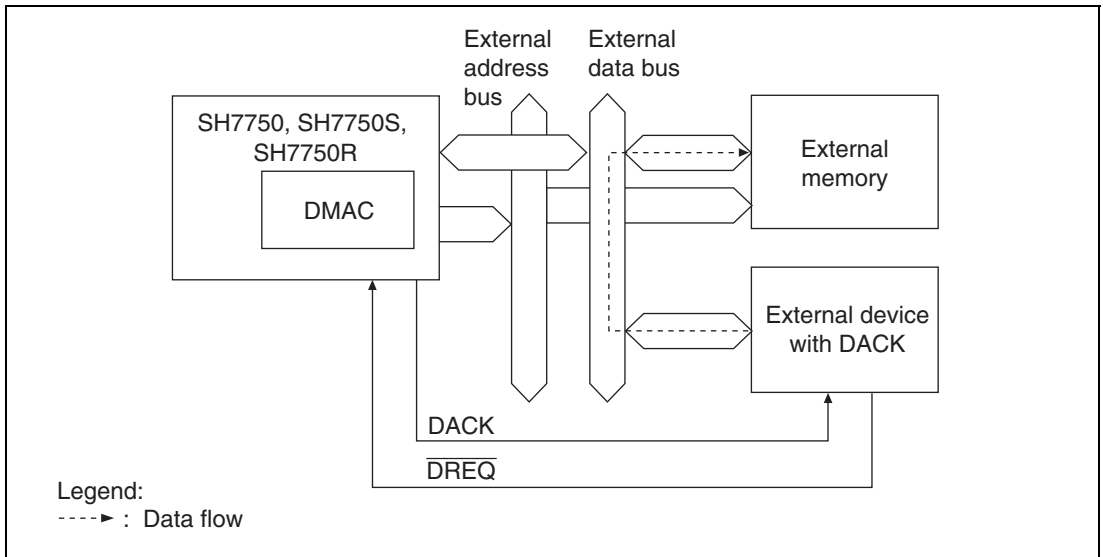 External
address
bus
External
data bus
SH7750, SH7750S,
SH7750R
DMAC
External
memory
External device
with DACK
DACK
DREQ
Legend:
: Data flow